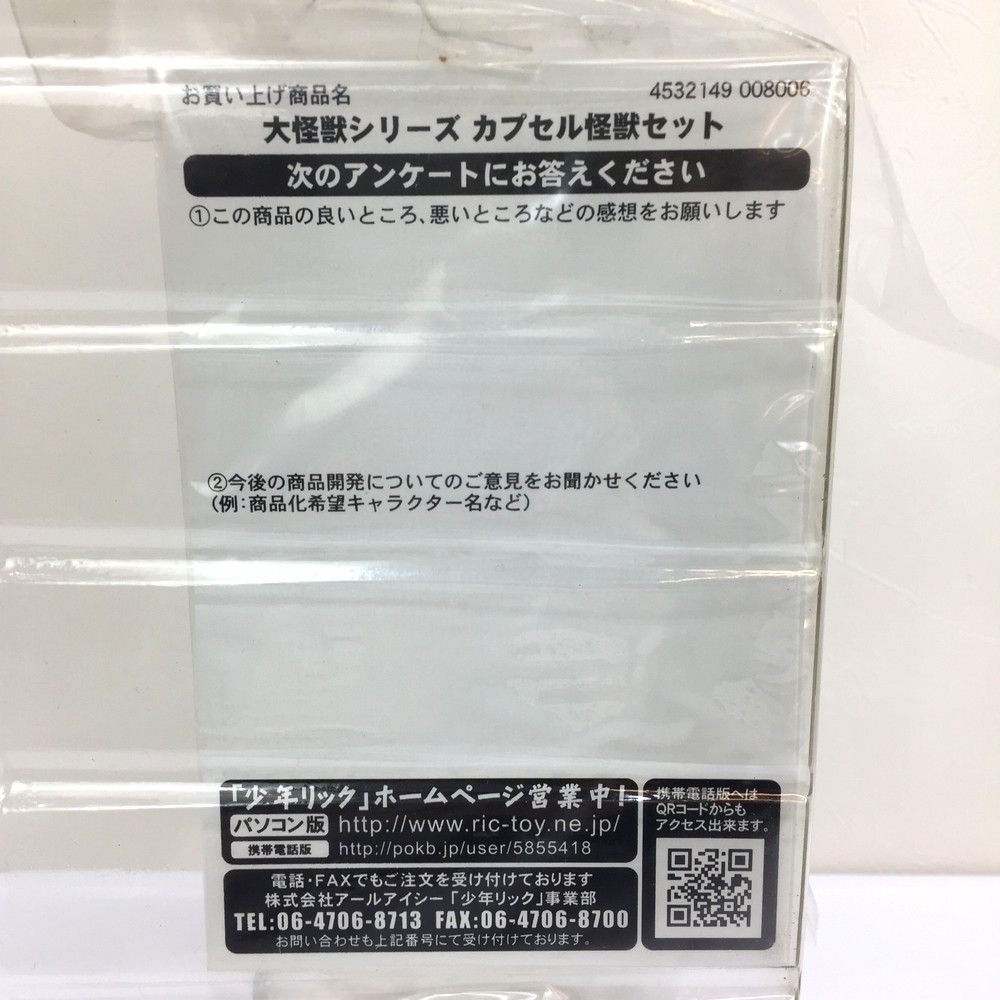 お買い上げ商品名 4532149 008006
大怪獣シリーズ カプセル怪獣セット
次のアンケートにお答えください
①この商品の良いところ、悪いところなどの感想をお願いします
②今後の商品開発についてのご意見をお聞かせください
(例:商品化希望キャラクター名など)
「少年リック」ホームページ営業中!
パソコン版 http://www.ric-toy.ne.jp/
携帯電話版 http://pokb.jp/user/5855418
携帯電話版へは
QRコードからも
アクセス出来ます。
電話・FAXでもご注文を受け付けております
株式会社アールアイシー「少年リック」事業部
TEL:06-4706-8713 FAX:06-4706-8700
お問い合わせも上記番号にて受け付けております。